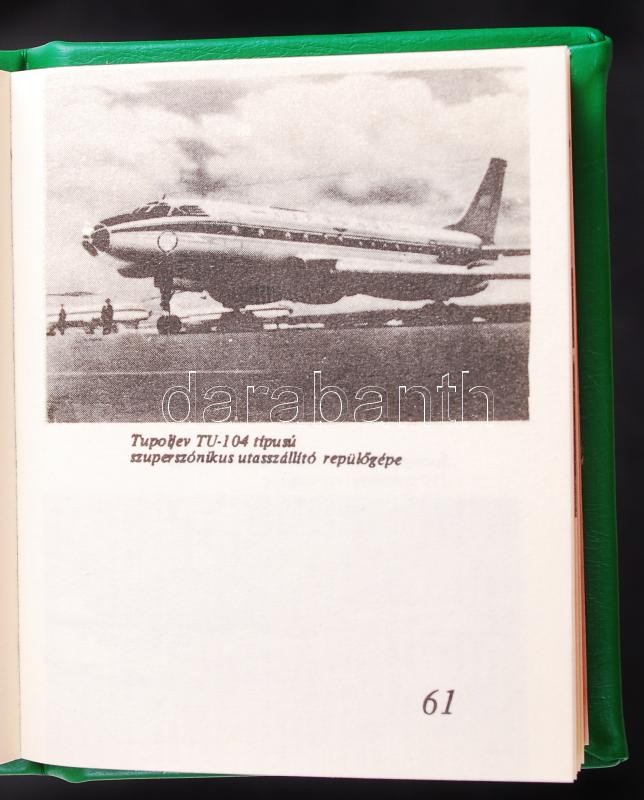 darabanth
Tupoljev TU-104 típusú
szuperszónikus utasszállító repülőgépe
61